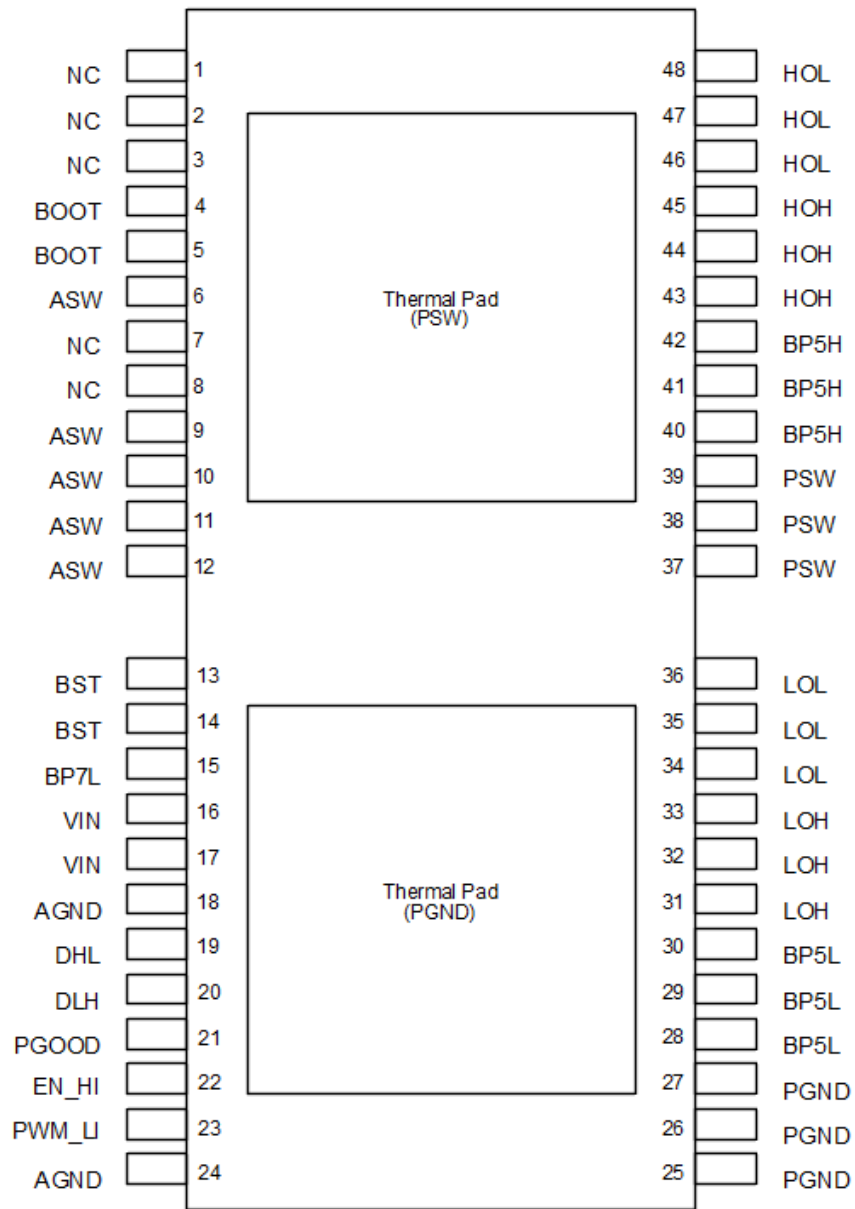 NC 1 48 HOL
NC 2 47 HOL
NC 3 46 HOL
BOOT 4 45 HOH
BOOT 5 44 HOH
ASW 6 43 HOH
Thermal Pad
(PSW)
NC 7 42 BP5H
NC 8 41 BP5H
ASW 9 40 BP5H
ASW 10 39 PSW
ASW 11 38 PSW
ASW 12 37 PSW
BST 13 36 LOL
BST 14 35 LOL
BP7L 15 34 LOL
VIN 16 33 LOH
VIN 17 32 LOH
Thermal Pad
(PGND)
AGND 18 31 LOH
DHL 19 30 BP5L
DLH 20 29 BP5L
PGOOD 21 28 BP5L
EN_HI 22 27 PGND
PWM_LI 23 26 PGND
AGND 24 25 PGND